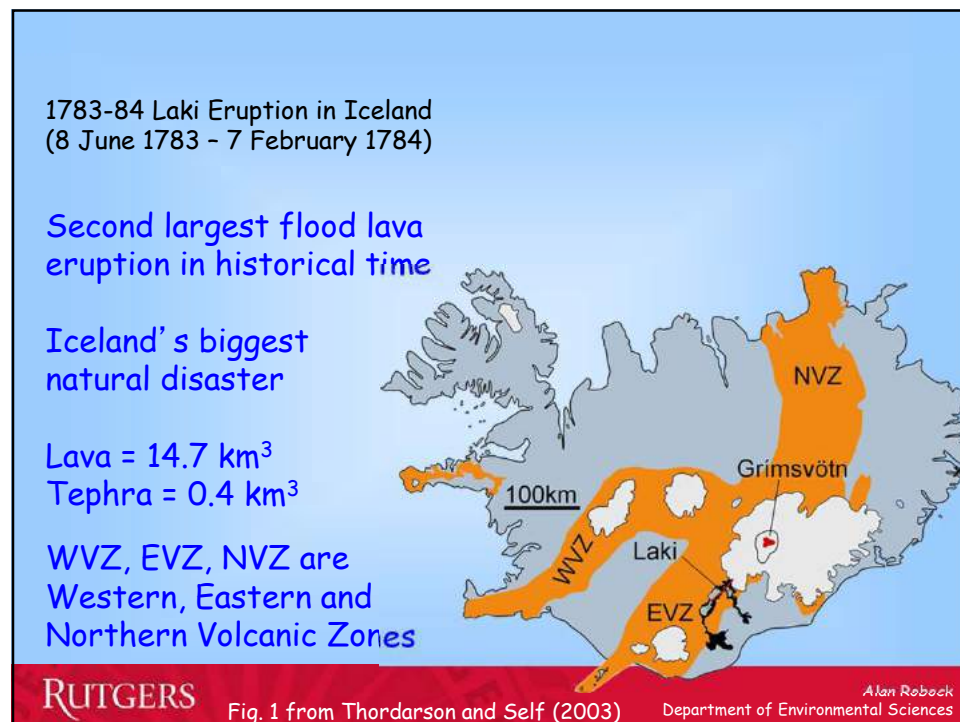 1783-84 Laki Eruption in Iceland
(8 June 1783 – 7 February 1784)
Second largest flood lava
eruption in historical time
Iceland's biggest
natural disaster
Lava = 14.7 km³
Tephra = 0.4 km³
WVZ, EVZ, NVZ are
Western, Eastern and
Northern Volcanic Zones
NVZ
Grimsvötn
100km
WVZ
Laki
EVZ
RUTGERS
Fig. 1 from Thordarson and Self (2003)
Alan Robock
Department of Environmental Sciences